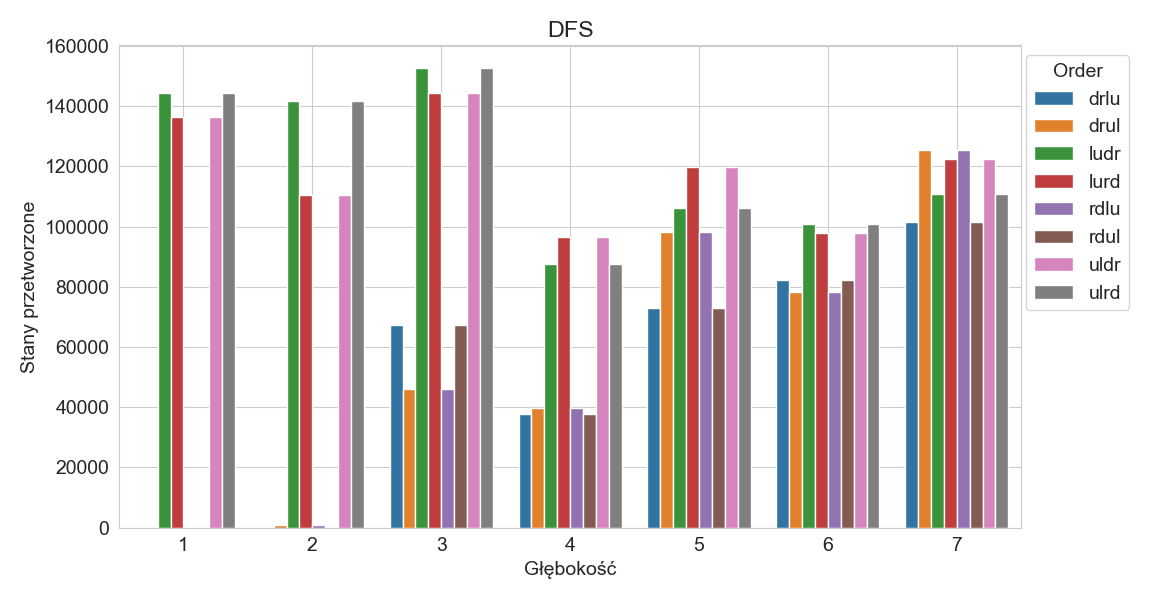 DFS
160000
140000
120000
100000
80000
60000
40000
20000
0
Stany przetworzone
1 2 3 4 5 6 7
Głębokość
Order
drlu
drul
ludr
lurd
rdlu
rdul
uldr
ulrd